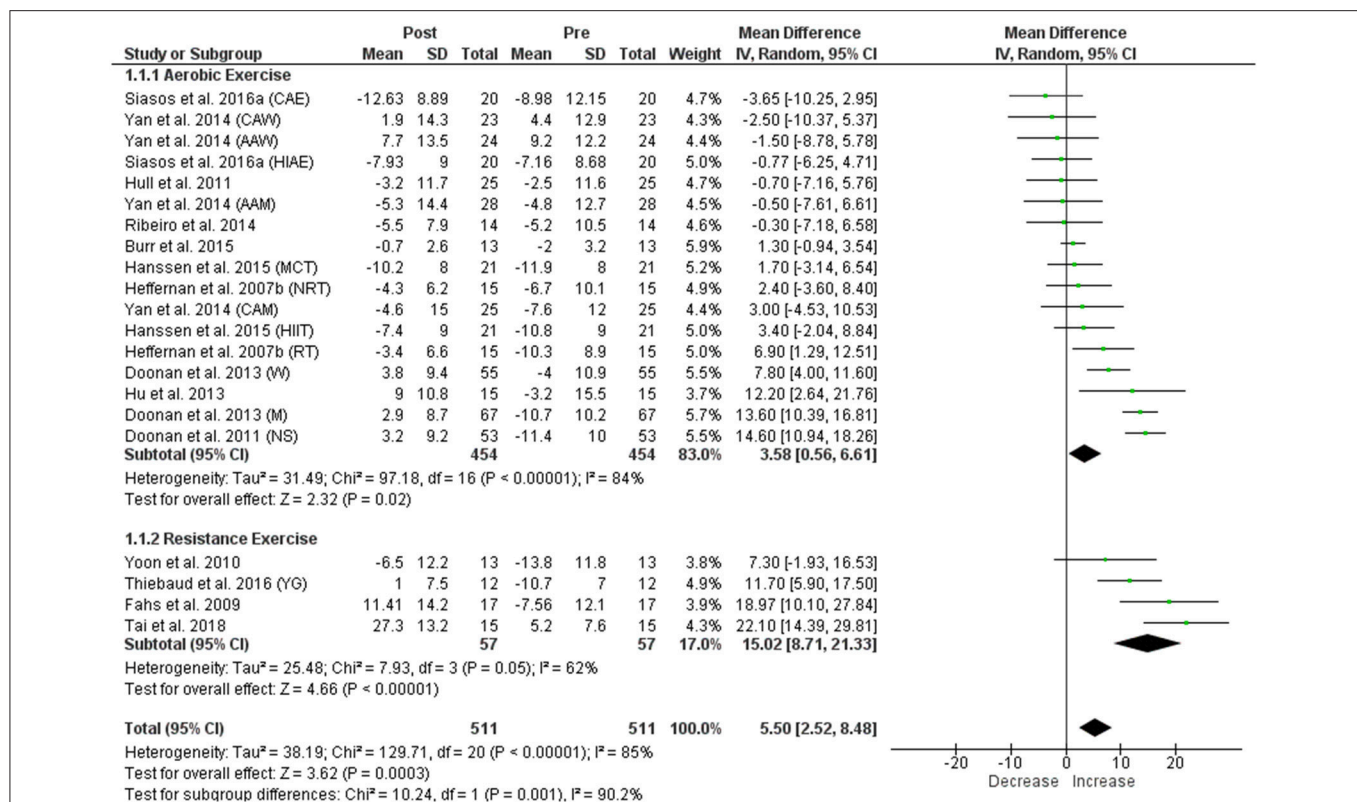 Post Pre Mean Difference Mean Difference
Study or Subgroup Mean SD Total Mean SD Total Weight IV, Random, 95% CI IV, Random, 95% CI
1.1.1 Aerobic Exercise
Siasos et al. 2016a (CAE) -12.63 8.89 20 -8.98 12.15 20 4.7% -3.65 [-10.25, 2.95]
Yan et al. 2014 (CAW) 1.9 14.3 23 4.4 12.9 23 4.3% -2.50 [-10.37, 5.37]
Yan et al. 2014 (AAW) 7.7 13.5 24 9.2 12.2 24 4.5% -1.50 [-8.78, 5.78]
Siasos et al. 2016a (HIAE) -7.93 9 20 -7.16 8.68 20 5.0% -0.77 [-6.25, 4.71]
Hull et al. 2011 -3.2 11.7 25 -2.5 11.6 25 4.7% -0.70 [-7.16, 5.76]
Yan et al. 2014 (AAM) -5.3 14.4 28 -4.8 12.7 28 4.5% -0.50 [-7.61, 6.61]
Ribeiro et al. 2014 -5.5 7.9 14 -5.2 10.5 14 4.6% -0.30 [-7.18, 6.58]
Burr et al. 2015 -0.7 2.6 13 -2 3.2 13 5.9% 1.30 [-0.94, 3.54]
Hanssen et al. 2015 (MCT) -10.2 8 21 -11.9 8 21 5.2% 1.70 [-3.14, 6.54]
Heffernan et al. 2007b (NRT) -4.3 6.2 15 -6.7 10.1 15 4.9% 2.40 [-3.60, 8.40]
Yan et al. 2014 (CAM) -4.6 15 25 -7.6 12 25 4.4% 3.00 [-4.53, 10.53]
Hanssen et al. 2015 (HIIT) -7.4 9 21 -10.8 9 21 5.1% 3.40 [-2.04, 8.84]
Heffernan et al. 2007b (RT) -3.4 6.6 15 -10.3 8.9 15 5.0% 6.90 [1.29, 12.51]
Doonan et al. 2013 (W) 3.8 9.4 55 -4 10.9 55 5.5% 7.80 [4.00, 11.60]
Hu et al. 2013 9 10.8 15 -3.2 15.5 15 3.7% 12.20 [2.64, 21.76]
Doonan et al. 2013 (M) 2.9 8.7 67 -10.7 10.2 67 5.7% 13.60 [10.39, 16.81]
Doonan et al. 2011 (NS) 3.2 9.2 53 -11.4 10 53 5.5% 14.60 [10.94, 18.26]
Subtotal (95% CI) 454 454 83.0% 3.58 [0.56, 6.61]
Heterogeneity: Tau² = 31.49; Chi² = 97.18, df = 16 (P < 0.00001); I² = 84%
Test for overall effect: Z = 2.32 (P = 0.02)
1.1.2 Resistance Exercise
Yoon et al. 2010 -6.5 12.2 13 -13.8 11.8 13 3.8% 7.30 [-1.93, 16.53]
Thiebaud et al. 2016 (YG) 1 7.5 12 -10.7 7 12 4.9% 11.70 [5.90, 17.50]
Fahs et al. 2009 11.41 14.2 17 -7.56 12.1 17 3.9% 18.97 [10.10, 27.84]
Tai et al. 2018 27.3 13.2 15 5.2 7.6 15 4.3% 22.10 [14.39, 29.81]
Subtotal (95% CI) 57 57 17.0% 15.02 [8.71, 21.33]
Heterogeneity: Tau² = 25.48; Chi² = 7.93, df = 3 (P = 0.05); I² = 62%
Test for overall effect: Z = 4.66 (P < 0.00001)
Total (95% CI) 511 511 100.0% 5.50 [2.52, 8.48]
Heterogeneity: Tau² = 38.19; Chi² = 129.71, df = 20 (P < 0.00001); I² = 85%
Test for overall effect: Z = 3.62 (P = 0.0003)
Test for subgroup differences: Chi² = 10.24, df = 1 (P = 0.001), I² = 90.2%
-20 -10 0 10 20
Decrease Increase